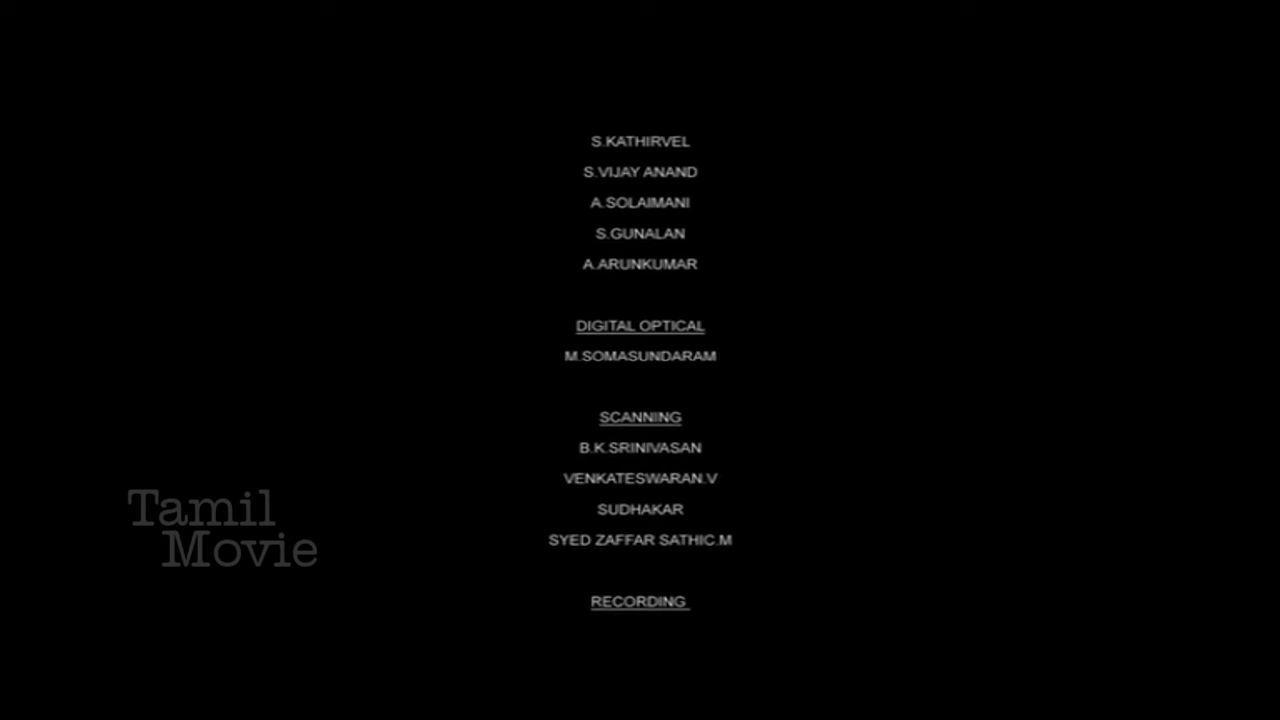 S.KATHIRVEL
S.VIJAY ANAND
A.SOLAIMANI
S.GUNALAN
A.ARUNKUMAR
DIGITAL OPTICAL
M.SOMASUNDARAM
SCANNING
B.K.SRINIVASAN
VENKATESWARAN.V
SUDHAKAR
SYED ZAFFAR SATHIC.M
RECORDING
Tamil
Movie